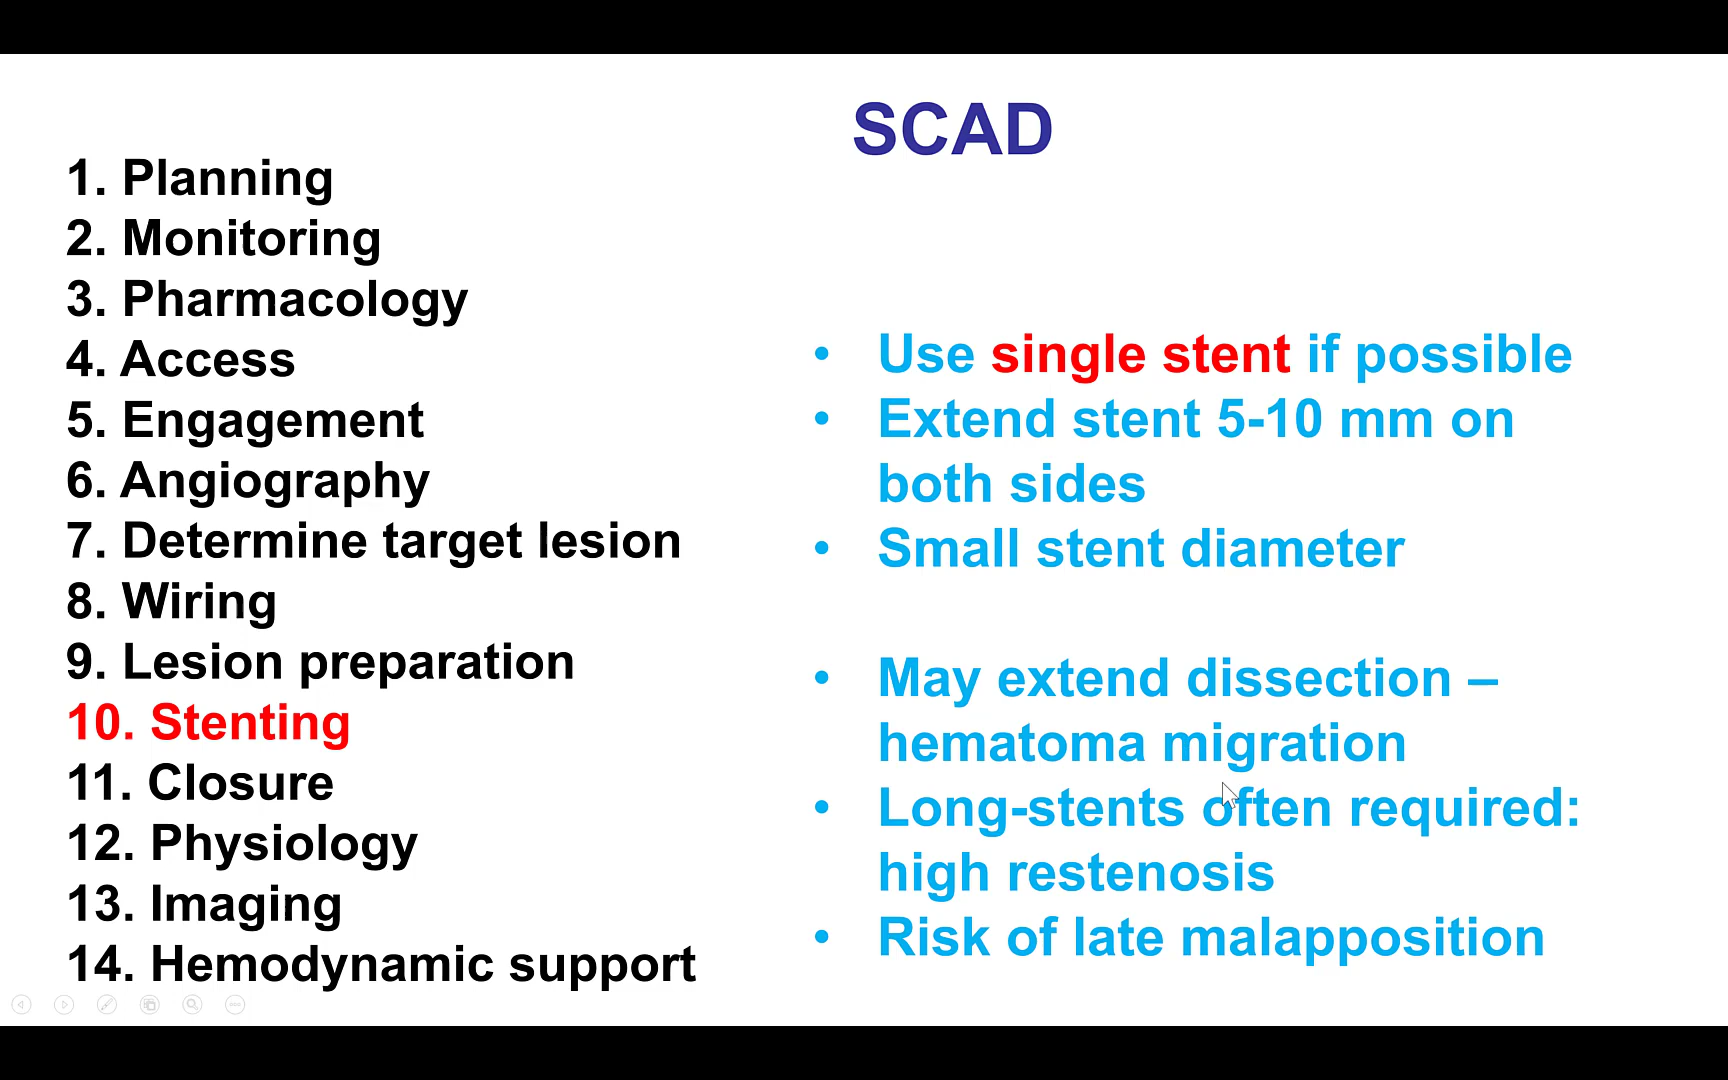 SCAD
1. Planning
2. Monitoring
3. Pharmacology
4. Access
5. Engagement
6. Angiography
7. Determine target lesion
8. Wiring
9. Lesion preparation
10. Stenting
11. Closure
12. Physiology
13. Imaging
14. Hemodynamic support
• Use single stent if possible
• Extend stent 5-10 mm on
both sides
• Small stent diameter
• May extend dissection –
hematoma migration
• Long-stents often required:
high restenosis
• Risk of late malapposition